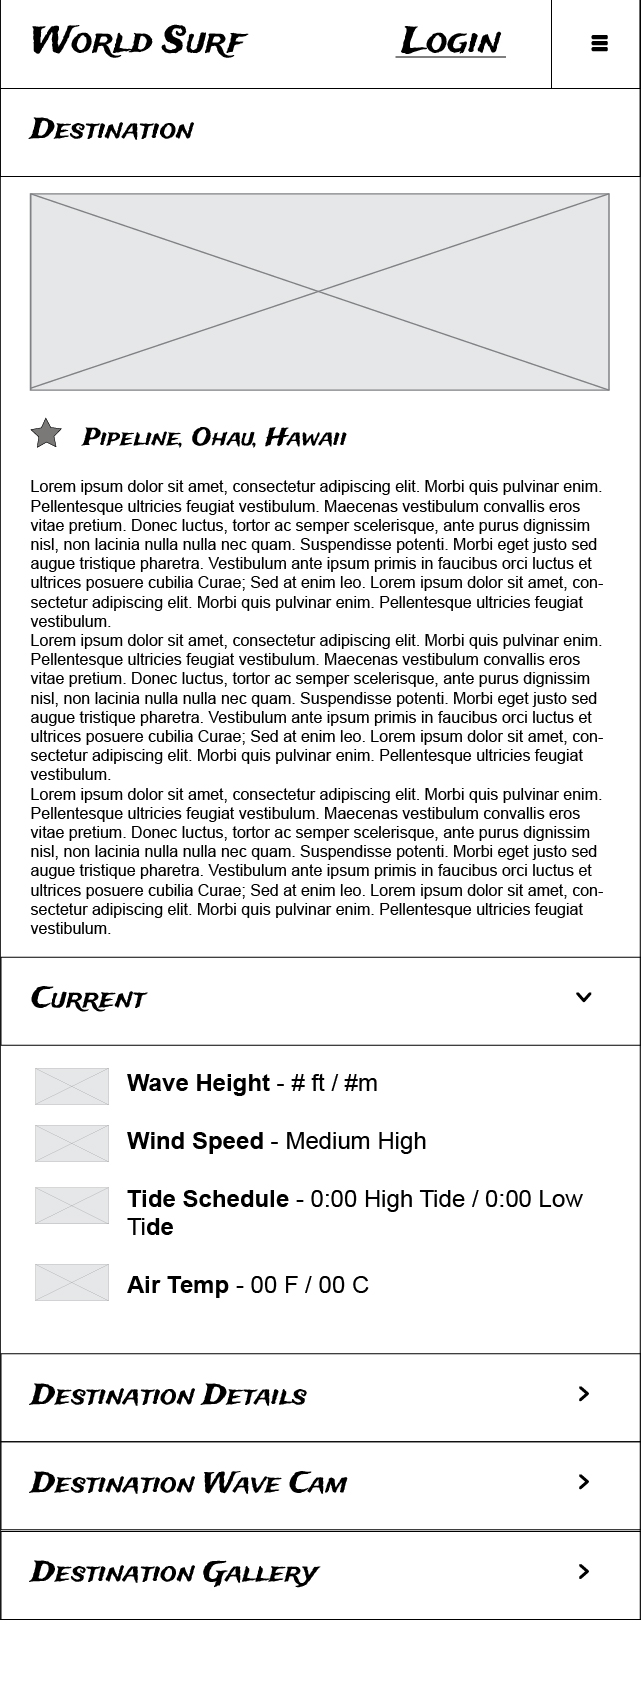 World Surf
Login
Destination
Pipeline, Ohau, Hawaii
Lorem ipsum dolor sit amet, consectetur adipiscing elit. Morbi quis pulvinar enim.
Pellentesque ultricies feugiat vestibulum. Maecenas vestibulum convallis eros
vitae pretium. Donec luctus, tortor ac semper scelerisque, ante purus dignissim
nisl, non lacinia nulla nulla nec quam. Suspendisse potenti. Morbi eget justo sed
augue tristique pharetra. Vestibulum ante ipsum primis in faucibus orci luctus et
ultrices posuere cubilia Curae; Sed at enim leo. Lorem ipsum dolor sit amet, con-
sectetur adipiscing elit. Morbi quis pulvinar enim. Pellentesque ultricies feugiat
vestibulum.
Lorem ipsum dolor sit amet, consectetur adipiscing elit. Morbi quis pulvinar enim.
Pellentesque ultricies feugiat vestibulum. Maecenas vestibulum convallis eros
vitae pretium. Donec luctus, tortor ac semper scelerisque, ante purus dignissim
nisl, non lacinia nulla nulla nec quam. Suspendisse potenti. Morbi eget justo sed
augue tristique pharetra. Vestibulum ante ipsum primis in faucibus orci luctus et
ultrices posuere cubilia Curae; Sed at enim leo. Lorem ipsum dolor sit amet, con-
sectetur adipiscing elit. Morbi quis pulvinar enim. Pellentesque ultricies feugiat
vestibulum.
Lorem ipsum dolor sit amet, consectetur adipiscing elit. Morbi quis pulvinar enim.
Pellentesque ultricies feugiat vestibulum. Maecenas vestibulum convallis eros
vitae pretium. Donec luctus, tortor ac semper scelerisque, ante purus dignissim
nisl, non lacinia nulla nulla nec quam. Suspendisse potenti. Morbi eget justo sed
augue tristique pharetra. Vestibulum ante ipsum primis in faucibus orci luctus et
ultrices posuere cubilia Curae; Sed at enim leo. Lorem ipsum dolor sit amet, con-
sectetur adipiscing elit. Morbi quis pulvinar enim. Pellentesque ultricies feugiat
vestibulum.
Current
Wave Height - # ft / #m
Wind Speed - Medium High
Tide Schedule - 0:00 High Tide / 0:00 Low
Tide
Air Temp - 00 F / 00 C
Destination Details
Destination Wave Cam
Destination Gallery